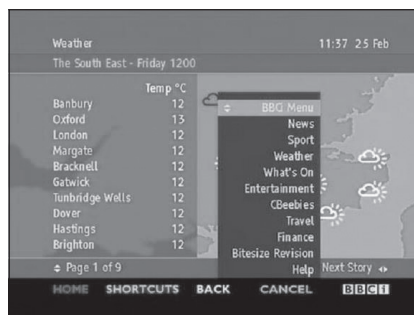 Weather 11:37 25 Feb
The South East - Friday 1200
Temp °C
Banbury 12
Oxford 13
London 12
Margate 12
Bracknell 12
Gatwick 12
Tunbridge Wells 12
Dover 12
Hastings 12
Brighton 12
Page 1 of 9
BBG Menu
News
Sport
Weather
What's On
Entertainment
CBeebies
Travel
Finance
Bitesize Revision
Help
Next Story
HOME SHORTCUTS BACK CANCEL BBCi